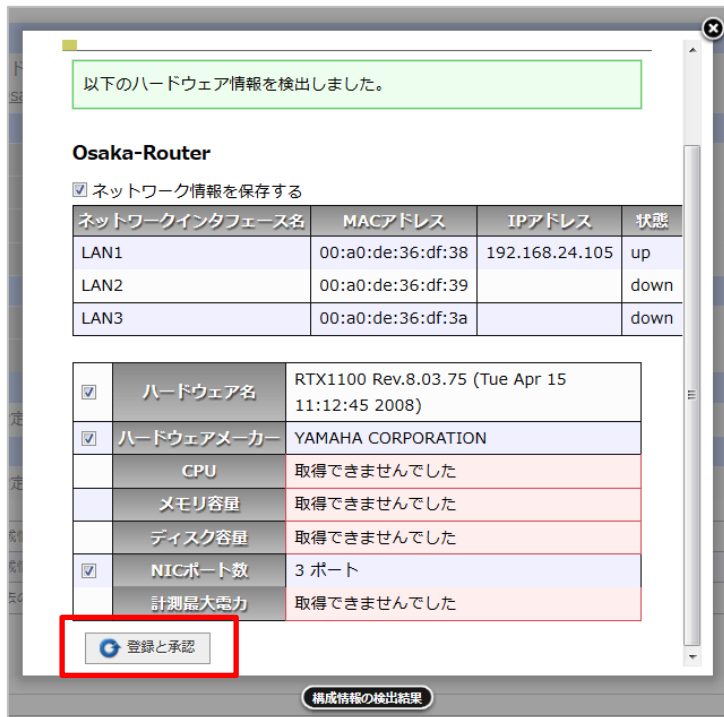 以下のハードウェア情報を検出しました。
Osaka-Router
ネットワーク情報を保存する
ネットワークインタフェース名 MACアドレス IPアドレス 状態
LAN1 00:a0:de:36:df:38 192.168.24.105 up
LAN2 00:a0:de:36:df:39 down
LAN3 00:a0:de:36:df:3a down
ハードウェア名 RTX1100 Rev.8.03.75 (Tue Apr 15
11:12:45 2008)
ハードウェアメーカー YAMAHA CORPORATION
CPU 取得できませんでした
メモリ容量 取得できませんでした
ディスク容量 取得できませんでした
NICポート数 3 ポート
計測最大電力 取得できませんでした
登録と承認
構成情報の検出結果